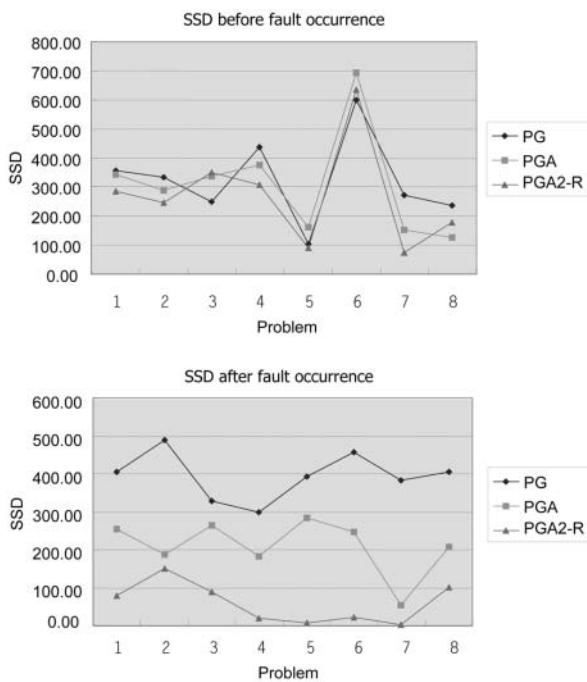 SSD before fault occurrence
800.00
700.00
600.00
500.00
400.00
300.00
200.00
100.00
0.00
SSD
1 2 3 4 5 6 7 8
Problem
PG
PGA
PGA2-R
SSD after fault occurrence
600.00
500.00
400.00
300.00
200.00
100.00
0.00
SSD
1 2 3 4 5 6 7 8
Problem
PG
PGA
PGA2-R